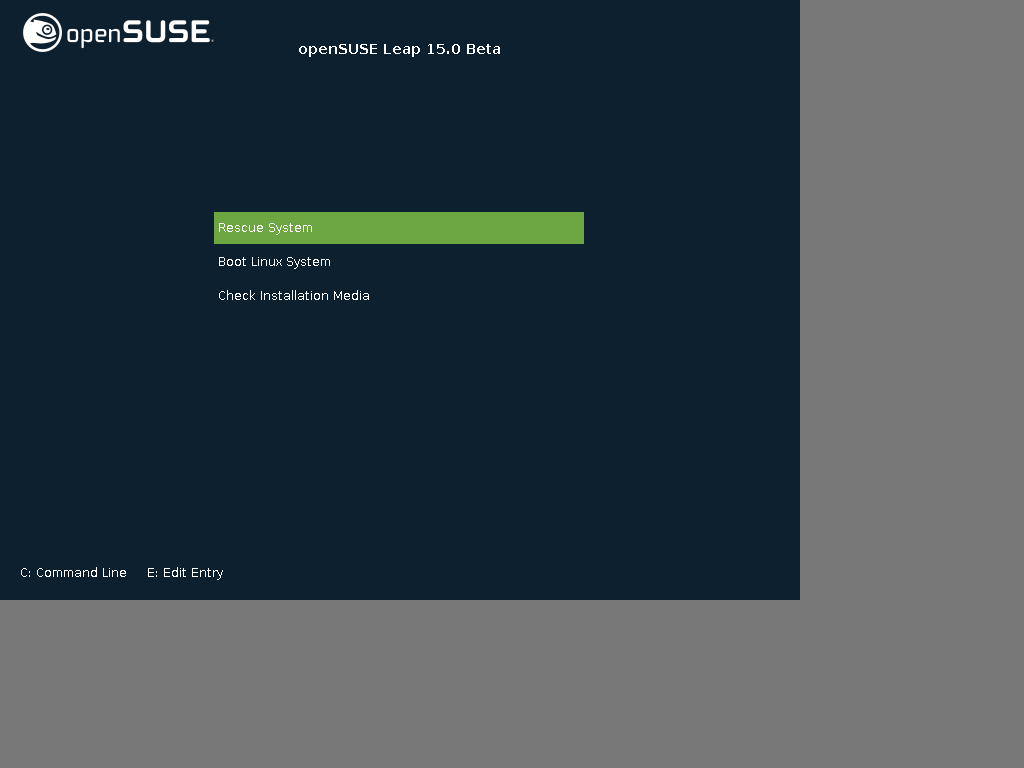 openSUSE.
openSUSE Leap 15.0 Beta
Rescue System
Boot Linux System
Check Installation Media
C: Command Line E: Edit Entry